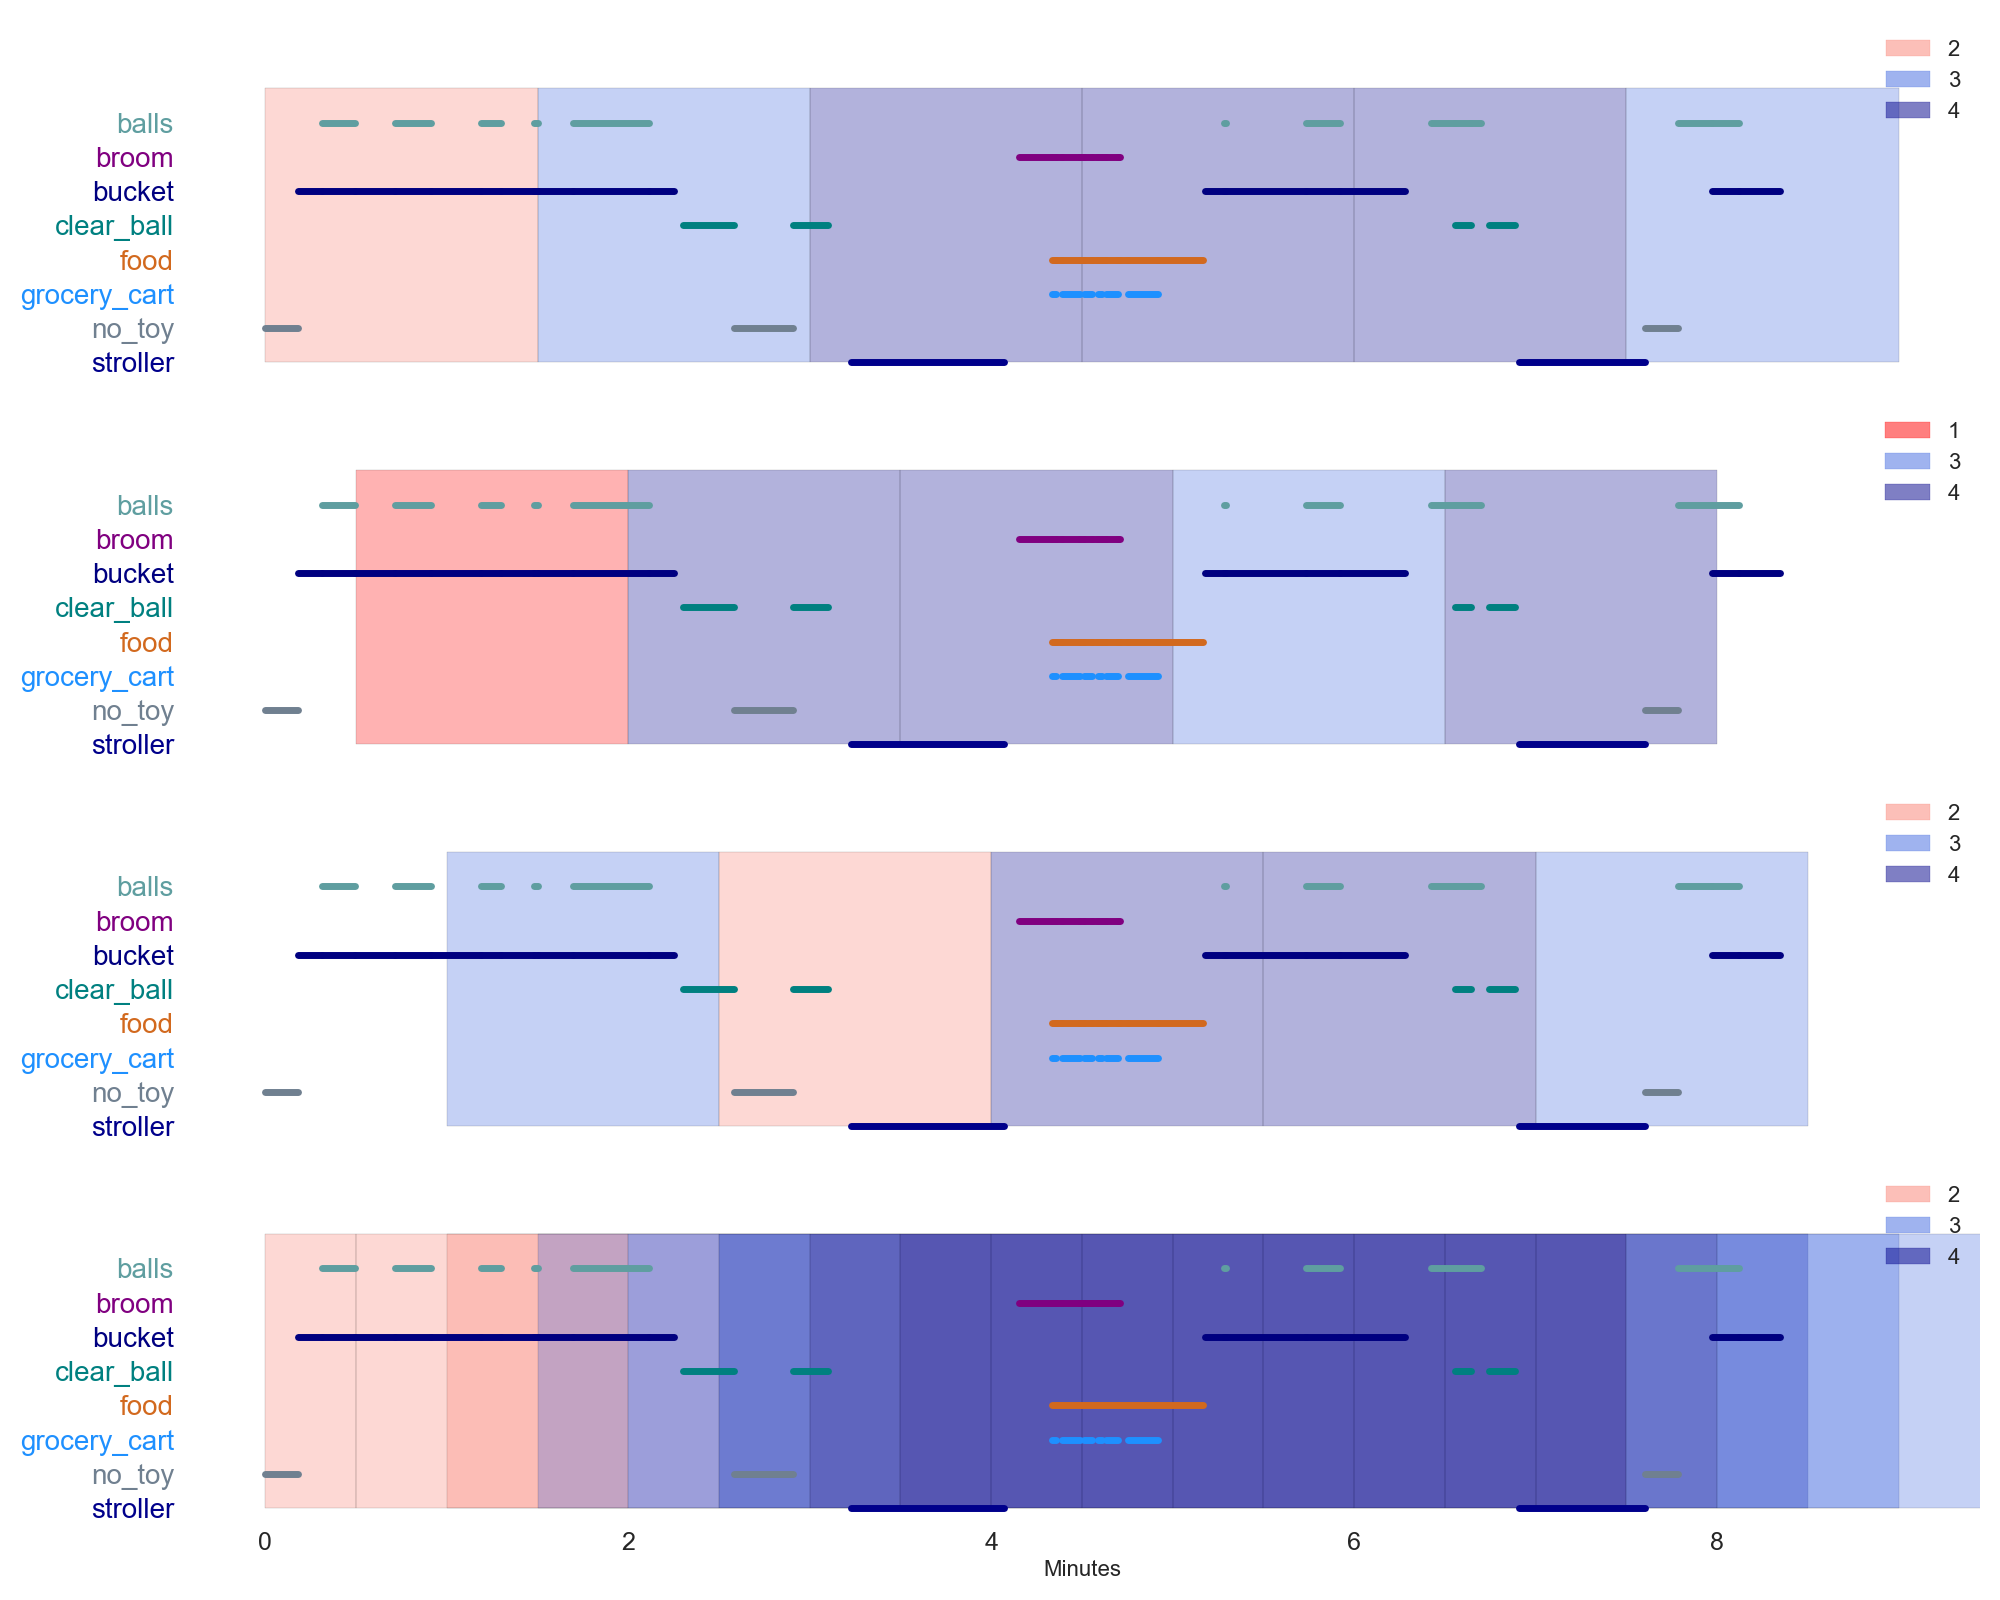 2
3
4
balls
broom
bucket
clear_ball
food
grocery_cart
no_toy
stroller
1
3
4
balls
broom
bucket
clear_ball
food
grocery_cart
no_toy
stroller
2
3
4
balls
broom
bucket
clear_ball
food
grocery_cart
no_toy
stroller
2
3
4
balls
broom
bucket
clear_ball
food
grocery_cart
no_toy
stroller
0 2 4 6 8
Minutes